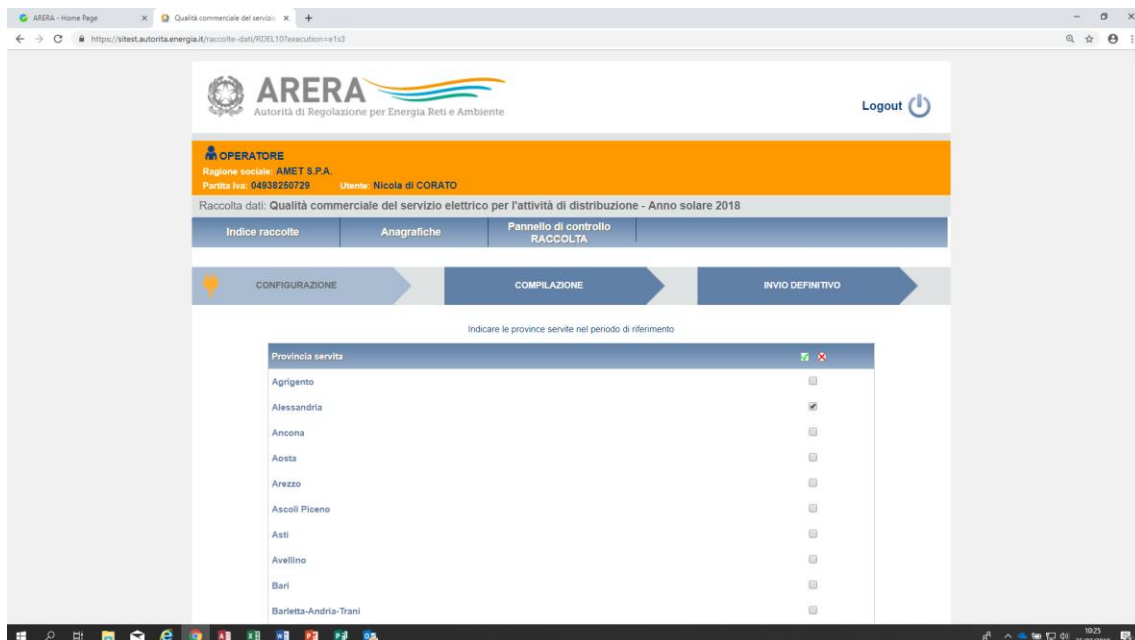 ARERA - Home Page
Qualità commerciale del servizio
https://sitest.autorita.energia.it/raccolte-dati/RDEL10?execution=e1s3
ARERA
Autorità di Regolazione per Energia Reti e Ambiente
Logout
OPERATORE
Ragione sociale: AMET S.P.A.
Partita Iva: 04938250729 Utente: Nicola di CORATO
Raccolta dati: Qualità commerciale del servizio elettrico per l'attività di distribuzione - Anno solare 2018
Indice raccolte
Anagrafiche
Pannello di controllo
RACCOLTA
CONFIGURAZIONE
COMPILAZIONE
INVIO DEFINITIVO
Indicare le province servite nel periodo di riferimento
Provincia servita
Agrigento
Alessandria
Ancona
Aosta
Arezzo
Ascoli Piceno
Asti
Avellino
Bari
Barletta-Andria-Trani
10:25